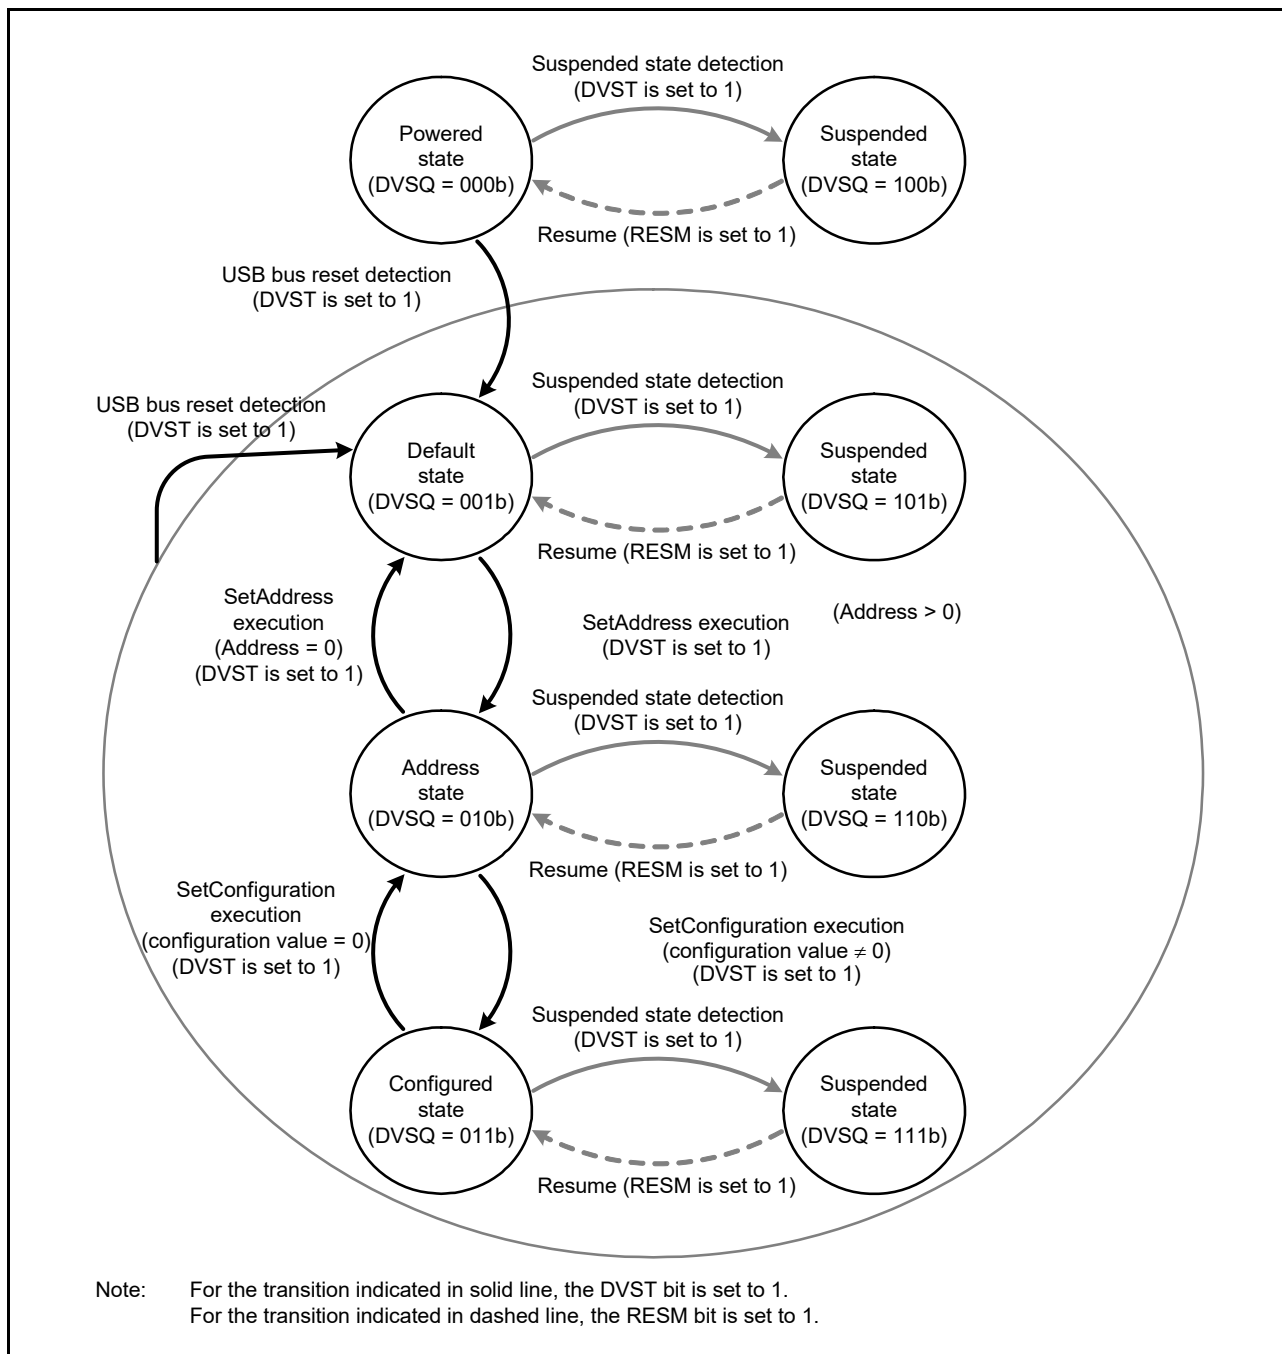 Suspended state detection
(DVST is set to 1)
Powered
state
(DVSQ = 000b)
Suspended
state
(DVSQ = 100b)
Resume (RESM is set to 1)
USB bus reset detection
(DVST is set to 1)
Suspended state detection
(DVST is set to 1)
USB bus reset detection
(DVST is set to 1)
Default
state
(DVSQ = 001b)
Suspended
state
(DVSQ = 101b)
Resume (RESM is set to 1)
SetAddress
execution
(Address = 0)
(DVST is set to 1)
SetAddress execution
(DVST is set to 1)
(Address > 0)
Suspended state detection
(DVST is set to 1)
Address
state
(DVSQ = 010b)
Suspended
state
(DVSQ = 110b)
Resume (RESM is set to 1)
SetConfiguration
execution
(configuration value = 0)
(DVST is set to 1)
SetConfiguration execution
(configuration value ≠ 0)
(DVST is set to 1)
Suspended state detection
(DVST is set to 1)
Configured
state
(DVSQ = 011b)
Suspended
state
(DVSQ = 111b)
Resume (RESM is set to 1)
Note: For the transition indicated in solid line, the DVST bit is set to 1.
For the transition indicated in dashed line, the RESM bit is set to 1.